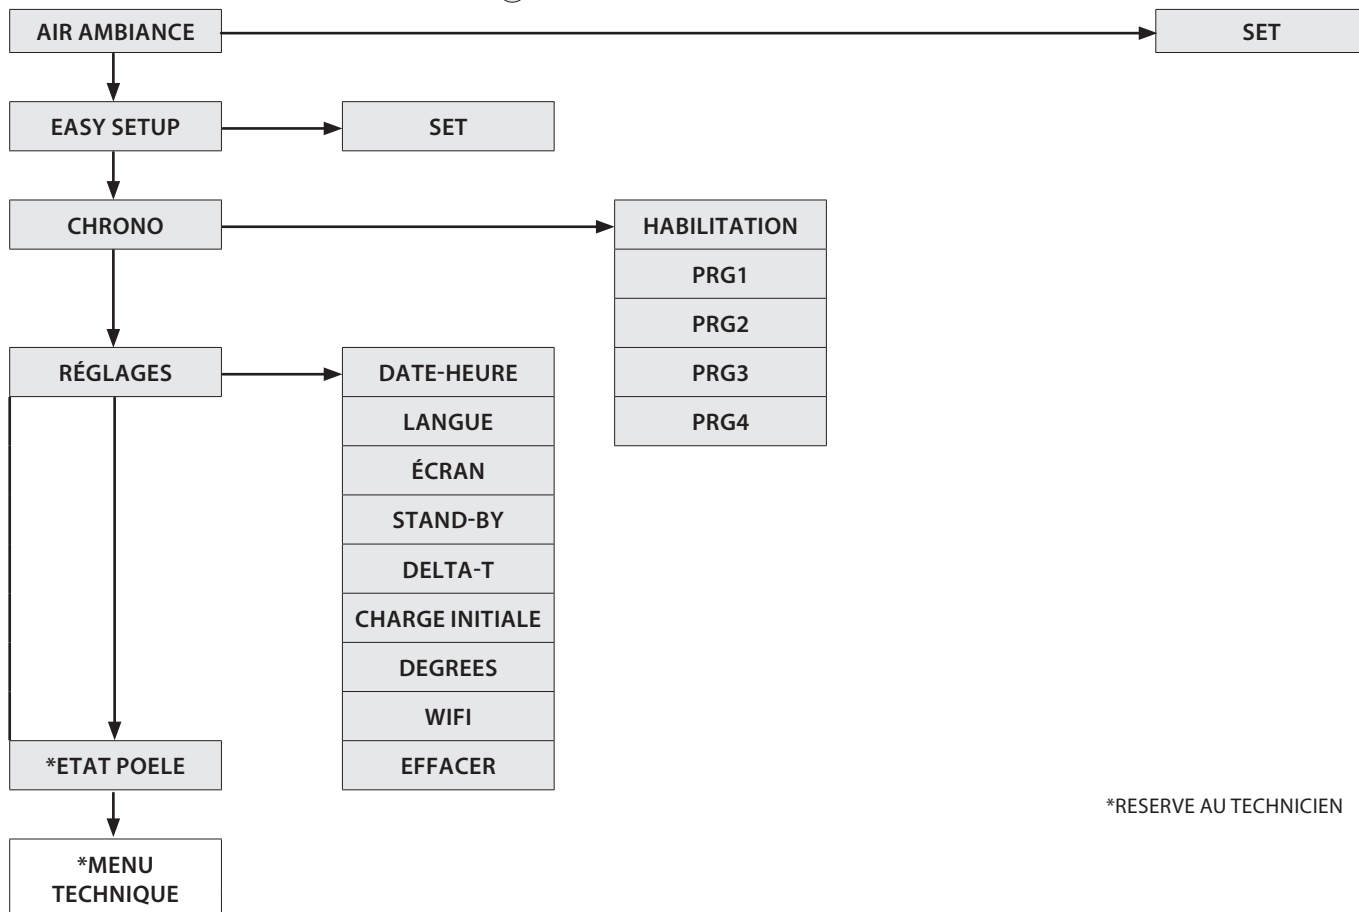 AIR AMBIANCE
SET
EASY SETUP
SET
CHRONO
HABILITATION
PRG1
PRG2
PRG3
PRG4
RÉGLAGES
DATE-HEURE
LANGUE
ÉCRAN
STAND-BY
DELTA-T
CHARGE INITIALE
DEGREES
WIFI
EFFACER
*ETAT POELE
*RESERVE AU TECHNICIEN
*MENU
TECHNIQUE